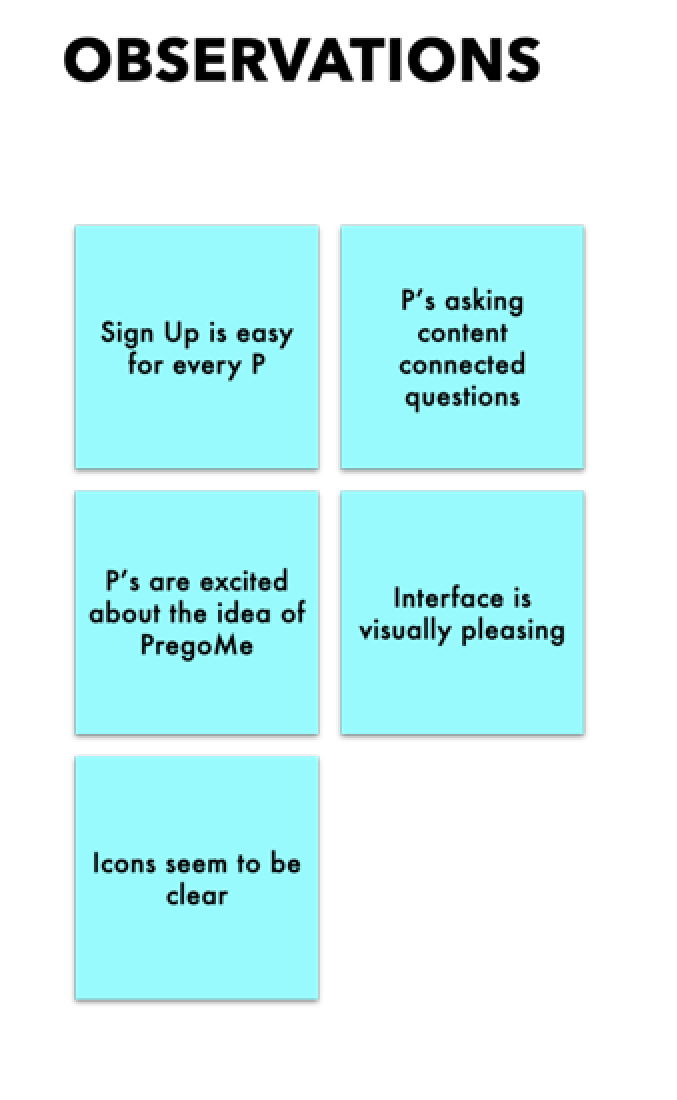 OBSERVATIONS
Sign Up is easy
for every P
P’s asking
content
connected
questions
P’s are excited
about the idea of
PregoMe
Interface is
visually pleasing
Icons seem to be
clear